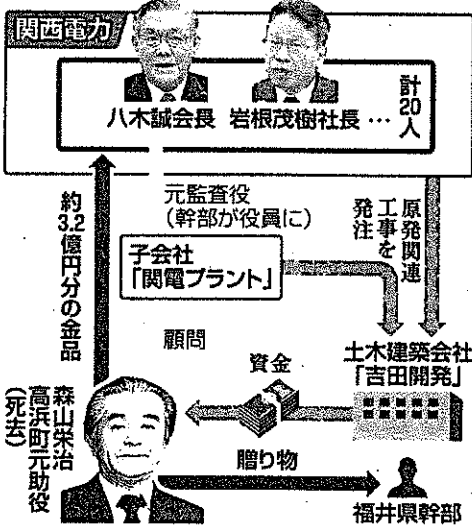 関西電力
八木誠会長 岩根茂樹社長 …
計20人
約3.2億円分の金品
元監査役
(幹部が役員に)
原発関連
工事を
発注
子会社
「関電プラント」
顧問
資金
土木建築会社
「吉田開発」
森山栄治
高浜町元助役
(死去)
贈り物
福井県幹部